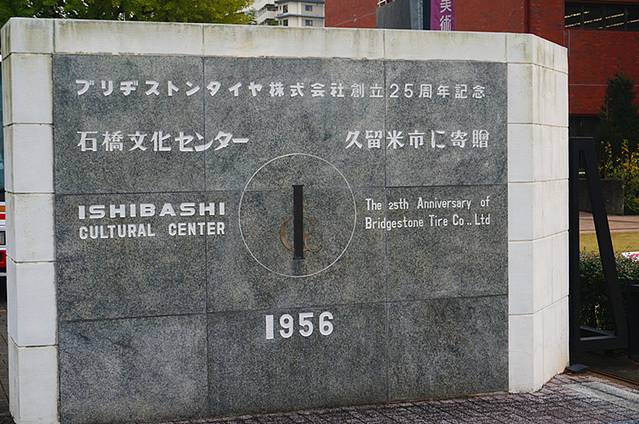 美術
ブリヂストンタイヤ株式会社創立25周年記念
石橋文化センター 久留米市に寄贈
ISHIBASHI
CULTURAL CENTER
The 25th Anniversary of
Bridgestone Tire Co., Ltd
1956